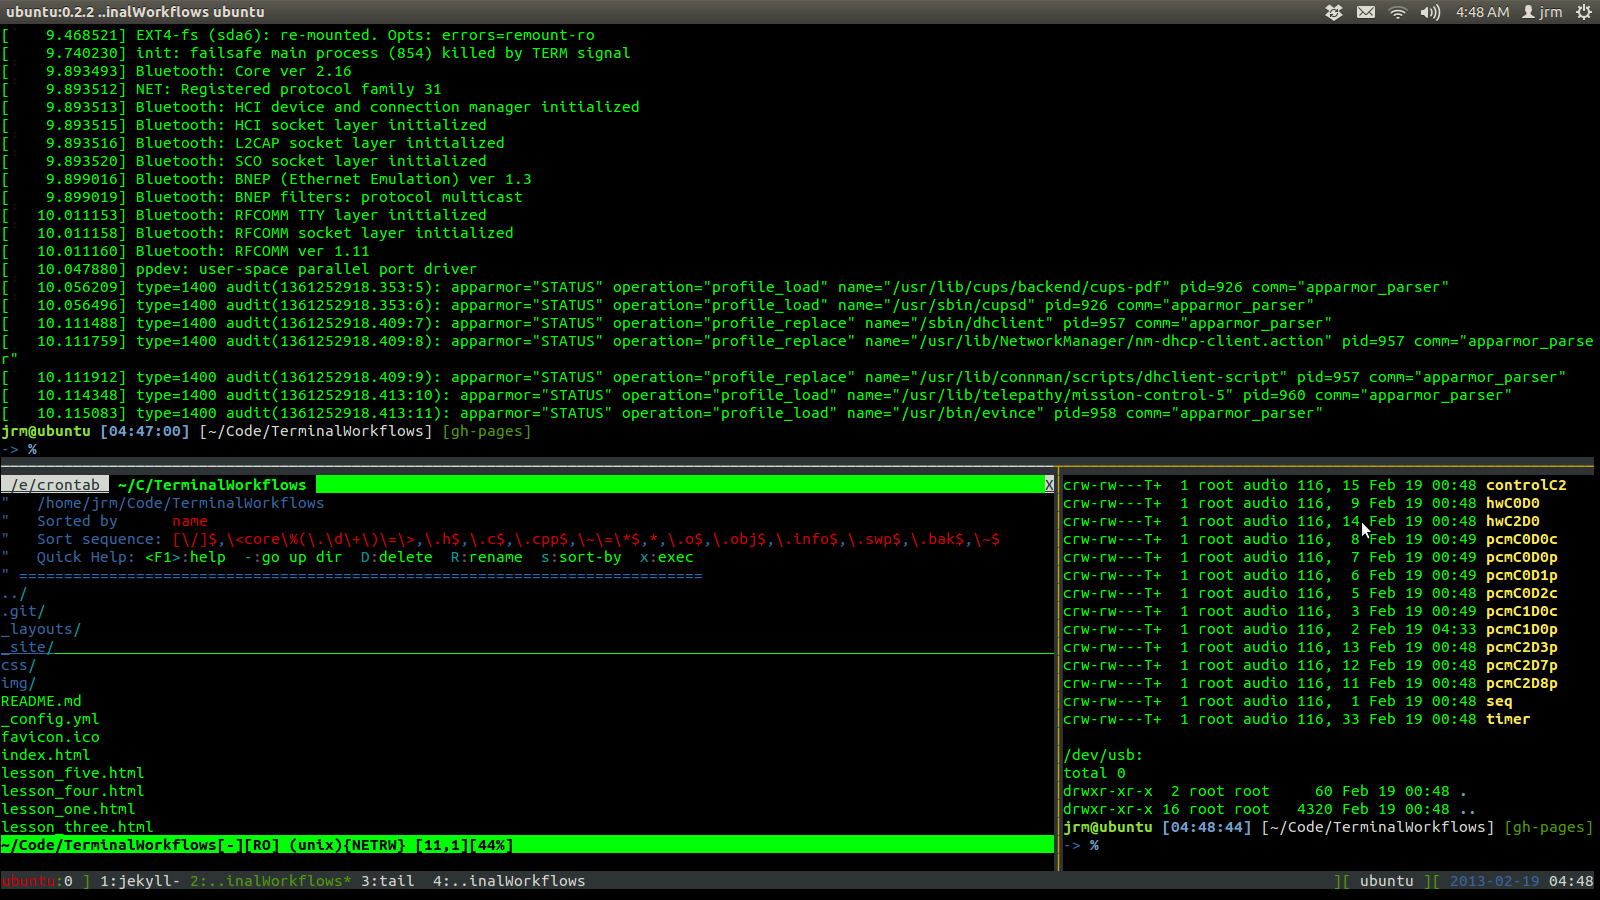 ubuntu:0.2.2 ..inalWorkflows ubuntu
4:48 AM jrm
[    9.468521] EXT4-fs (sda6): re-mounted. Opts: errors=remount-ro
[    9.740230] init: failsafe main process (854) killed by TERM signal
[    9.893493] Bluetooth: Core ver 2.16
[    9.893512] NET: Registered protocol family 31
[    9.893513] Bluetooth: HCI device and connection manager initialized
[    9.893515] Bluetooth: HCI socket layer initialized
[    9.893516] Bluetooth: L2CAP socket layer initialized
[    9.893520] Bluetooth: SCO socket layer initialized
[    9.899016] Bluetooth: BNEP (Ethernet Emulation) ver 1.3
[    9.899019] Bluetooth: BNEP filters: protocol multicast
[   10.011153] Bluetooth: RFCOMM TTY layer initialized
[   10.011158] Bluetooth: RFCOMM socket layer initialized
[   10.011160] Bluetooth: RFCOMM ver 1.11
[   10.047880] ppdev: user-space parallel port driver
[   10.056209] type=1400 audit(1361252918.353:5): apparmor="STATUS" operation="profile_load" name="/usr/lib/cups/backend/cups-pdf" pid=926 comm="apparmor_parser"
[   10.056496] type=1400 audit(1361252918.353:6): apparmor="STATUS" operation="profile_load" name="/usr/sbin/cupsd" pid=926 comm="apparmor_parser"
[   10.111488] type=1400 audit(1361252918.409:7): apparmor="STATUS" operation="profile_replace" name="/sbin/dhclient" pid=957 comm="apparmor_parser"
[   10.111759] type=1400 audit(1361252918.409:8): apparmor="STATUS" operation="profile_replace" name="/usr/lib/NetworkManager/nm-dhcp-client.action" pid=957 comm="apparmor_parse
r"
[   10.111912] type=1400 audit(1361252918.409:9): apparmor="STATUS" operation="profile_replace" name="/usr/lib/connman/scripts/dhclient-script" pid=957 comm="apparmor_parser"
[   10.114348] type=1400 audit(1361252918.413:10): apparmor="STATUS" operation="profile_load" name="/usr/lib/telepathy/mission-control-5" pid=960 comm="apparmor_parser"
[   10.115083] type=1400 audit(1361252918.413:11): apparmor="STATUS" operation="profile_load" name="/usr/bin/evince" pid=958 comm="apparmor_parser"
jrm@ubuntu [04:47:00] [~/Code/TerminalWorkflows] [gh-pages]
-> %
/e/crontab  ~/C/TerminalWorkflows X
"   /home/jrm/Code/TerminalWorkflows
"   Sorted by      name
"   Sort sequence: [\/]$,\<core\%(\.\d\+\)\=\>,\.h$,\.c$,\.cpp$,\~\=\*$,*,\.o$,\.obj$,\.info$,\.swp$,\.bak$,\~$
"   Quick Help: <F1>:help  -:go up dir  D:delete  R:rename  s:sort-by  x:exec
" ============================================================================
../
.git/
_layouts/
_site/
css/
img/
README.md
_config.yml
favicon.ico
index.html
lesson_five.html
lesson_four.html
lesson_one.html
lesson_three.html
~/Code/TerminalWorkflows[-][RO] (unix){NETRW} [11,1][44%]
crw-rw---T+  1 root audio 116, 15 Feb 19 00:48 controlC2
crw-rw---T+  1 root audio 116,  9 Feb 19 00:48 hwC0D0
crw-rw---T+  1 root audio 116, 14 Feb 19 00:48 hwC2D0
crw-rw---T+  1 root audio 116,  8 Feb 19 00:49 pcmC0D0c
crw-rw---T+  1 root audio 116,  7 Feb 19 00:49 pcmC0D0p
crw-rw---T+  1 root audio 116,  6 Feb 19 00:49 pcmC0D1p
crw-rw---T+  1 root audio 116,  5 Feb 19 00:48 pcmC0D2c
crw-rw---T+  1 root audio 116,  3 Feb 19 00:49 pcmC1D0c
crw-rw---T+  1 root audio 116,  2 Feb 19 04:33 pcmC1D0p
crw-rw---T+  1 root audio 116, 13 Feb 19 00:48 pcmC2D3p
crw-rw---T+  1 root audio 116, 12 Feb 19 00:48 pcmC2D7p
crw-rw---T+  1 root audio 116, 11 Feb 19 00:48 pcmC2D8p
crw-rw---T+  1 root audio 116,  1 Feb 19 00:48 seq
crw-rw---T+  1 root audio 116, 33 Feb 19 00:48 timer
/dev/usb:
total 0
drwxr-xr-x  2 root root     60 Feb 19 00:48 .
drwxr-xr-x 16 root root   4320 Feb 19 00:48 ..
jrm@ubuntu [04:48:44] [~/Code/TerminalWorkflows] [gh-pages]
-> %
ubuntu:0 ] 1:jekyll- 2:..inalWorkflows* 3:tail  4:..inalWorkflows ][ ubuntu ][ 2013-02-19 04:48